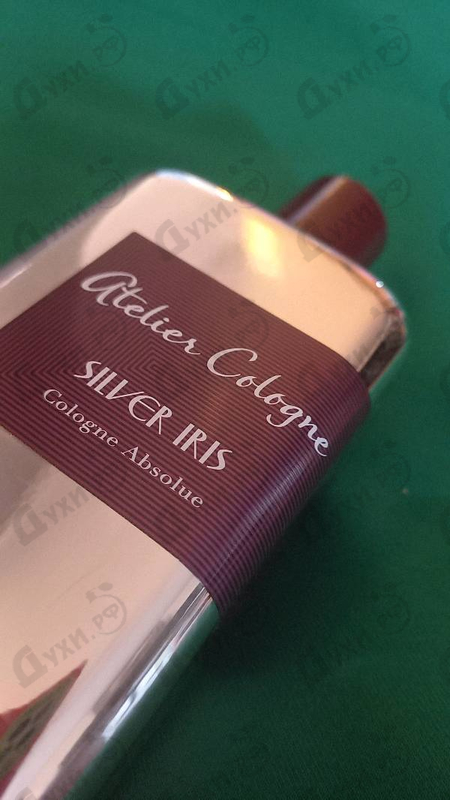 Atelier Cologne
SILVER IRIS
Cologne Absolue
Духи.РФ